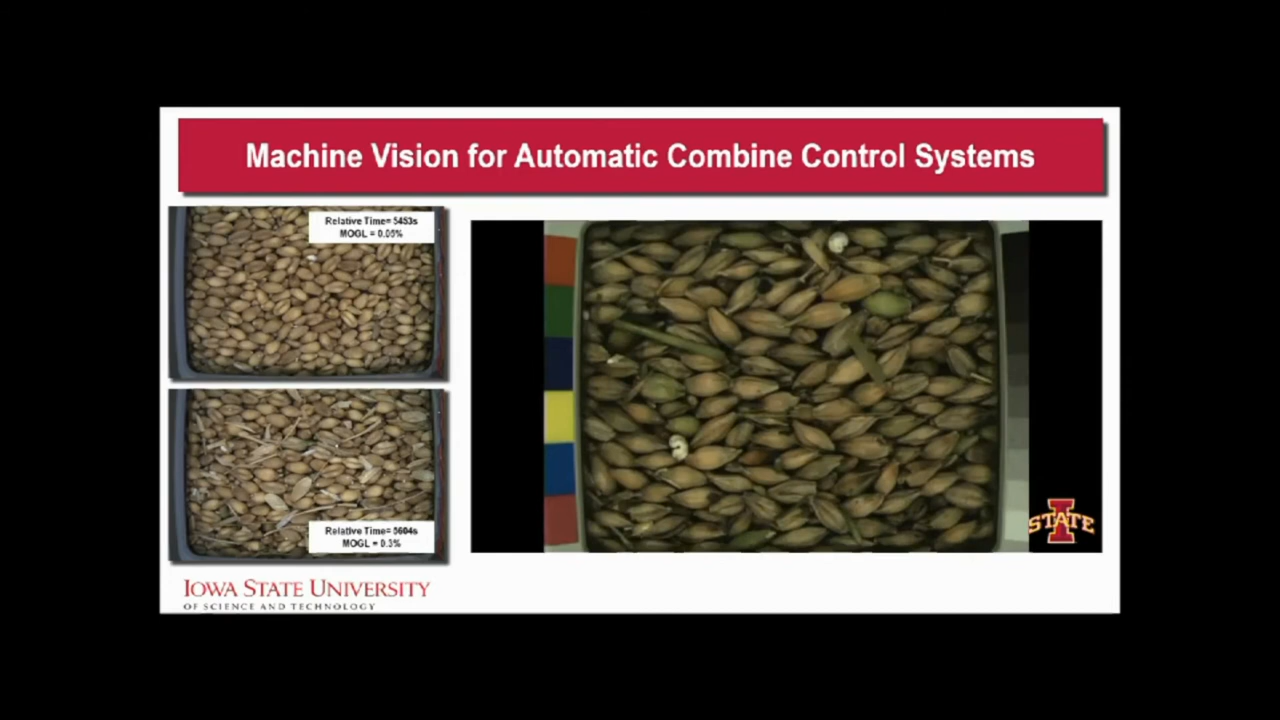 Machine Vision for Automatic Combine Control Systems
Relative Time= 5453s
MOGL = 0.05%
Relative Time= 5604s
MOGL = 0.3%
STATE
IOWA STATE UNIVERSITY
OF SCIENCE AND TECHNOLOGY